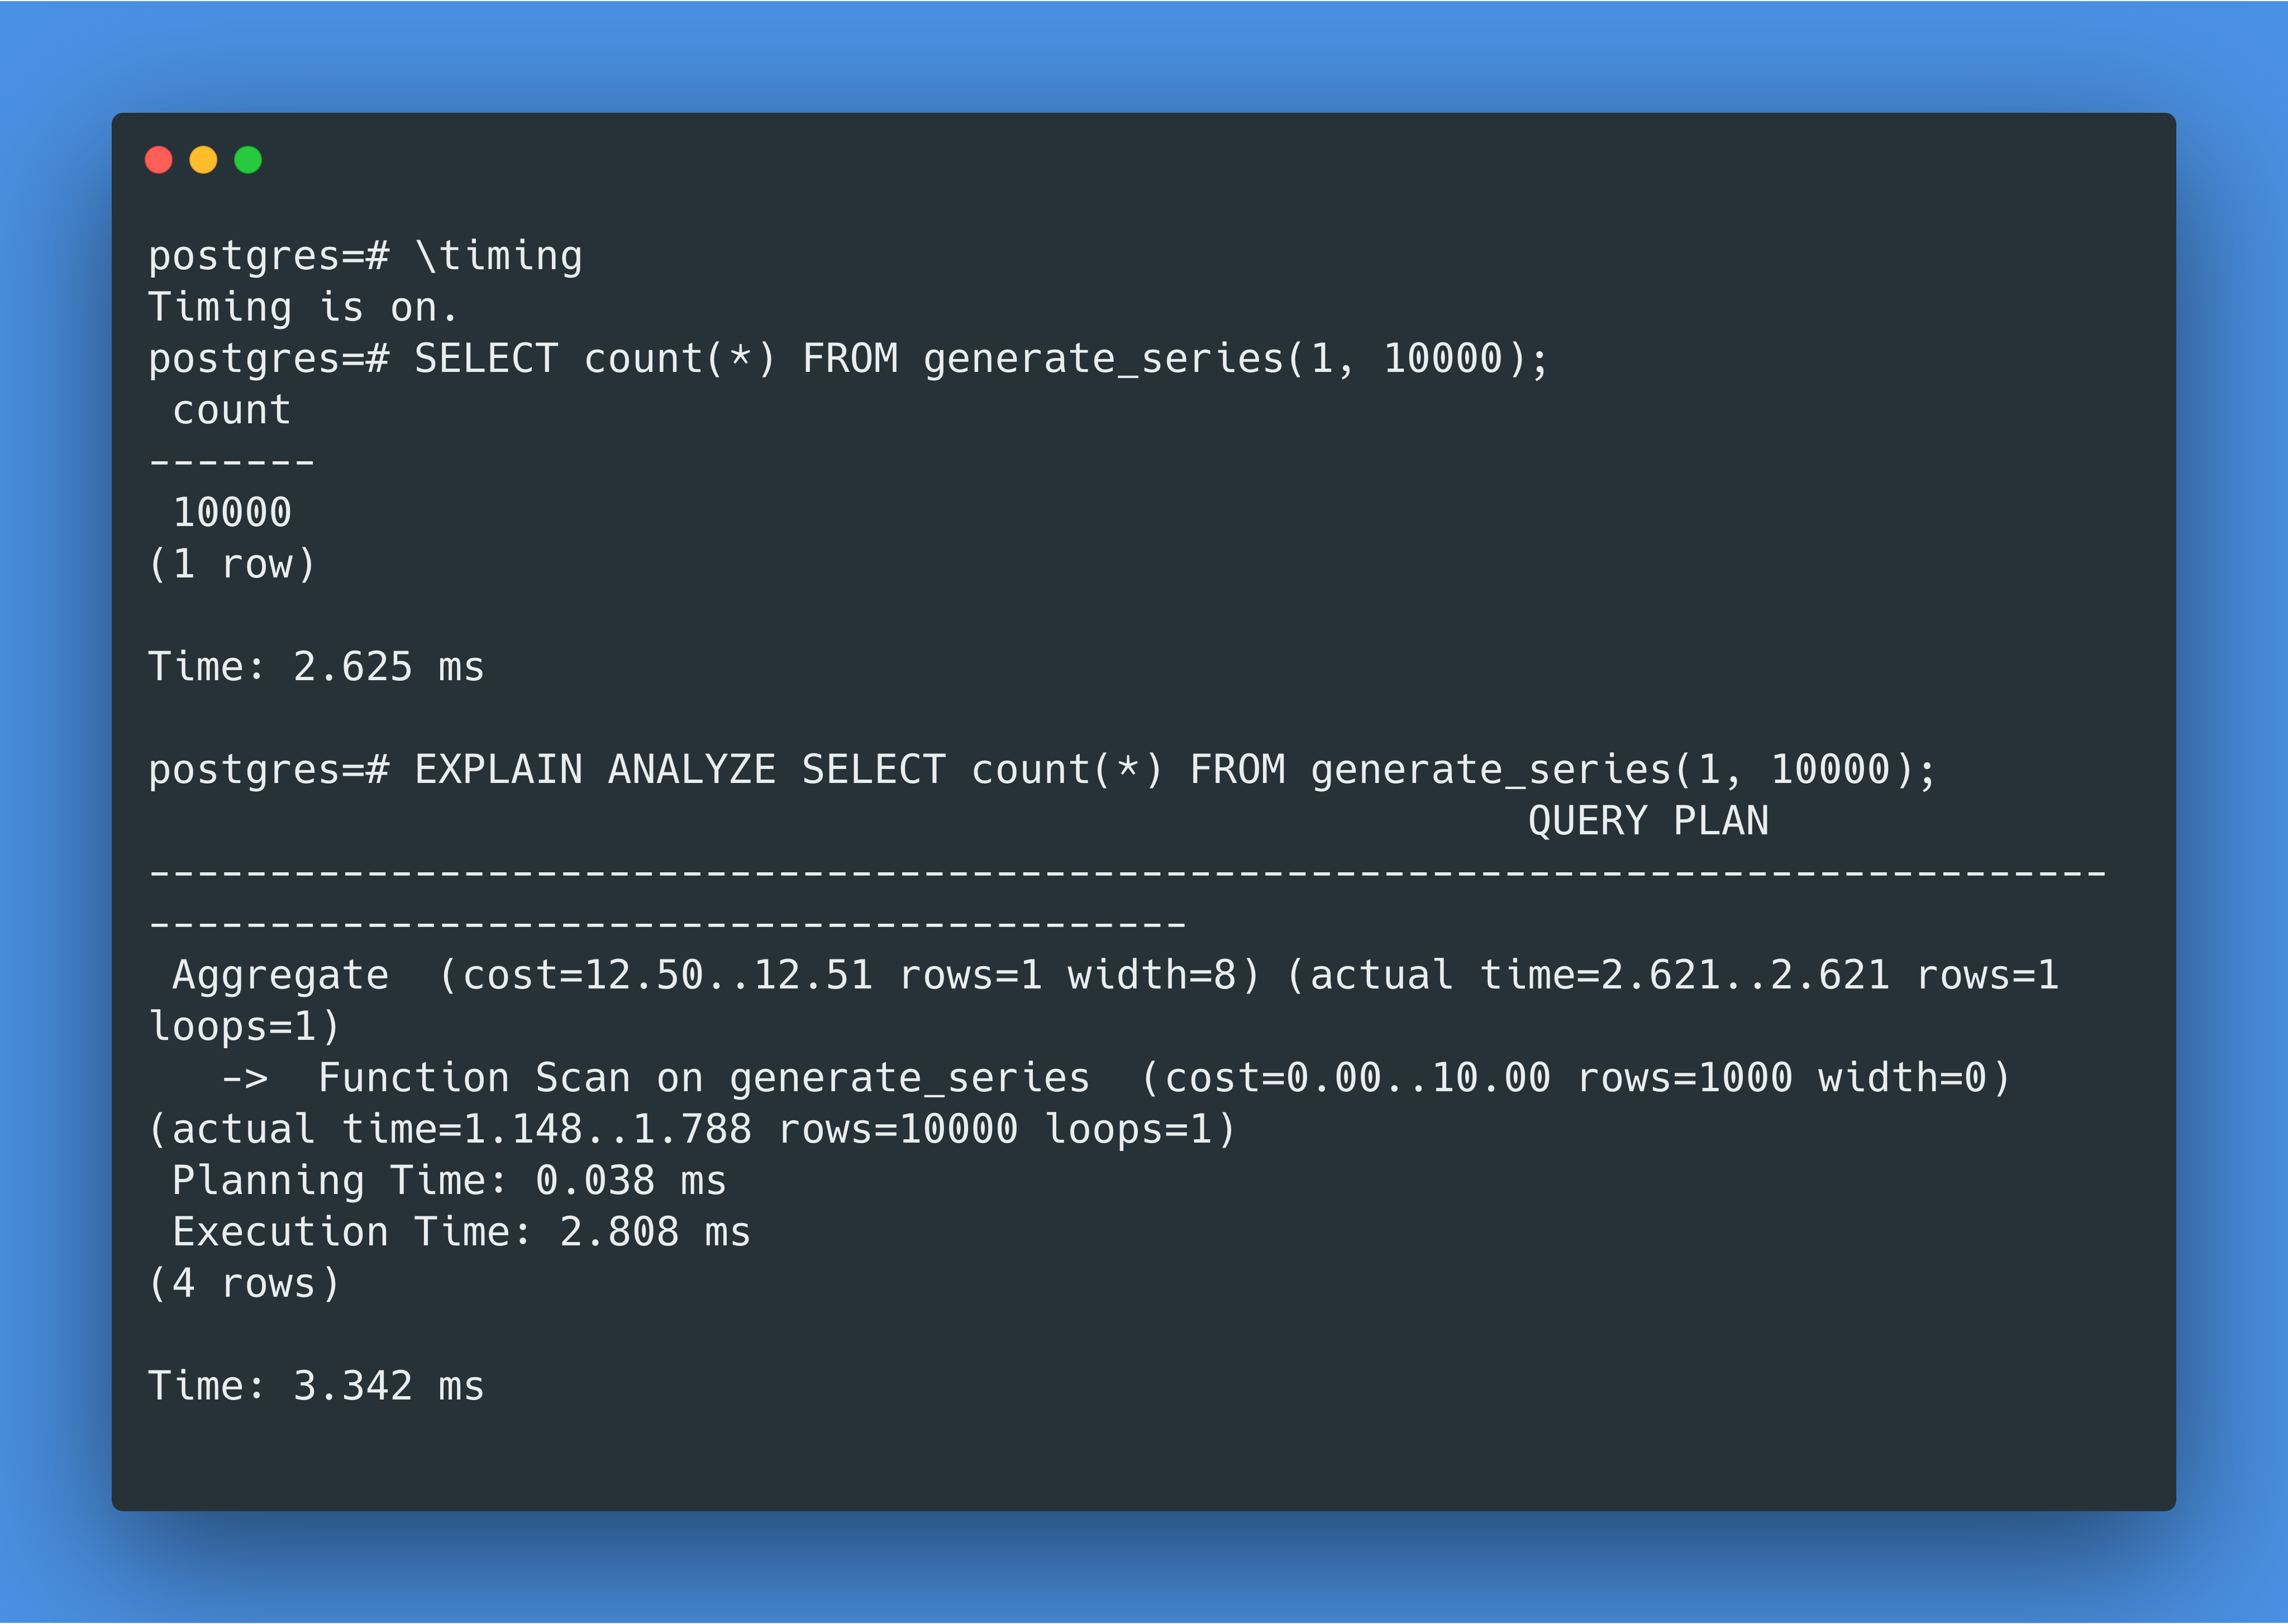 postgres=# \timing
Timing is on.
postgres=# SELECT count(*) FROM generate_series(1, 10000);
 count
-------
 10000
(1 row)

Time: 2.625 ms

postgres=# EXPLAIN ANALYZE SELECT count(*) FROM generate_series(1, 10000);
                                                         QUERY PLAN
---------------------------------------------------------------------------------
-------------------------------------------
 Aggregate  (cost=12.50..12.51 rows=1 width=8) (actual time=2.621..2.621 rows=1
loops=1)
   ->  Function Scan on generate_series  (cost=0.00..10.00 rows=1000 width=0)
(actual time=1.148..1.788 rows=10000 loops=1)
 Planning Time: 0.038 ms
 Execution Time: 2.808 ms
(4 rows)

Time: 3.342 ms